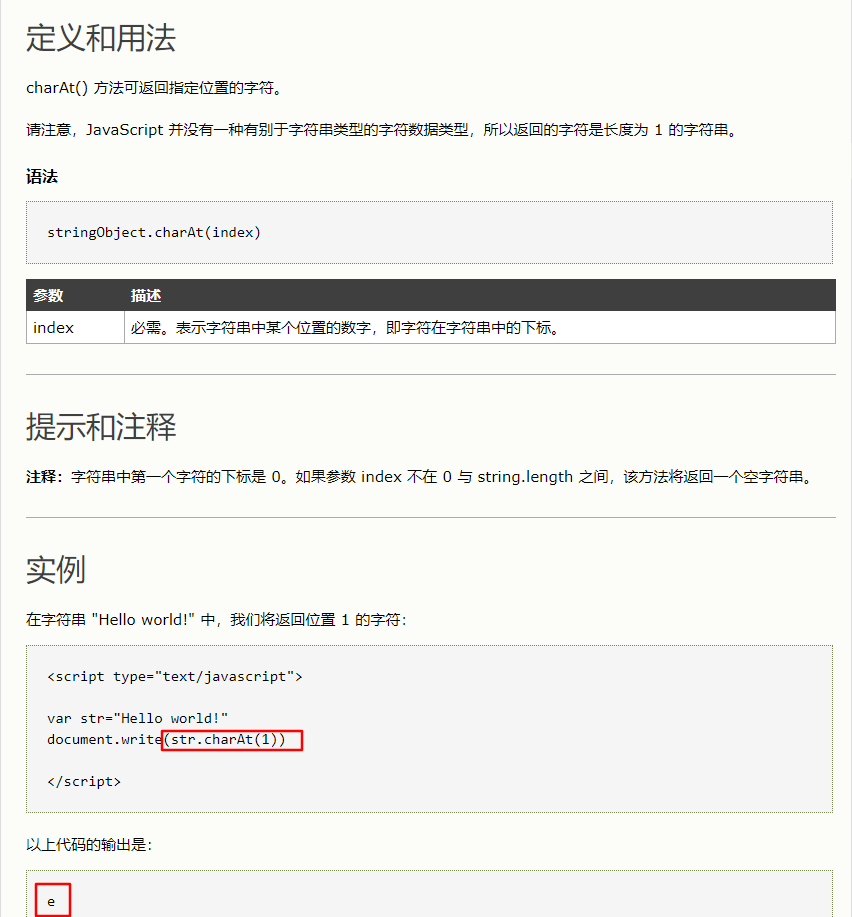 定义和用法
charAt() 方法可返回指定位置的字符。
请注意，JavaScript 并没有一种有别于字符串类型的字符数据类型，所以返回的字符是长度为 1 的字符串。
语法
stringObject.charAt(index)
参数 描述
index 必需。表示字符串中某个位置的数字，即字符在字符串中的下标。
提示和注释
注释：字符串中第一个字符的下标是 0。如果参数 index 不在 0 与 string.length 之间，该方法将返回一个空字符串。
实例
在字符串 "Hello world!" 中，我们将返回位置 1 的字符：
<script type="text/javascript">
var str="Hello world!"
document.write(str.charAt(1))
</script>
以上代码的输出是：
e